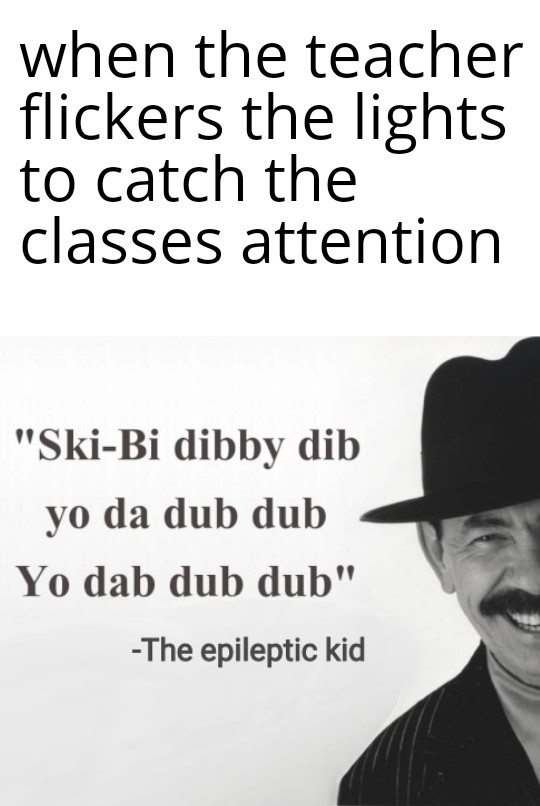 when the teacher
flickers the lights
to catch the
classes attention
"Ski-Bi dibby dib
yo da dub dub
Yo dab dub dub"
-The epileptic kid